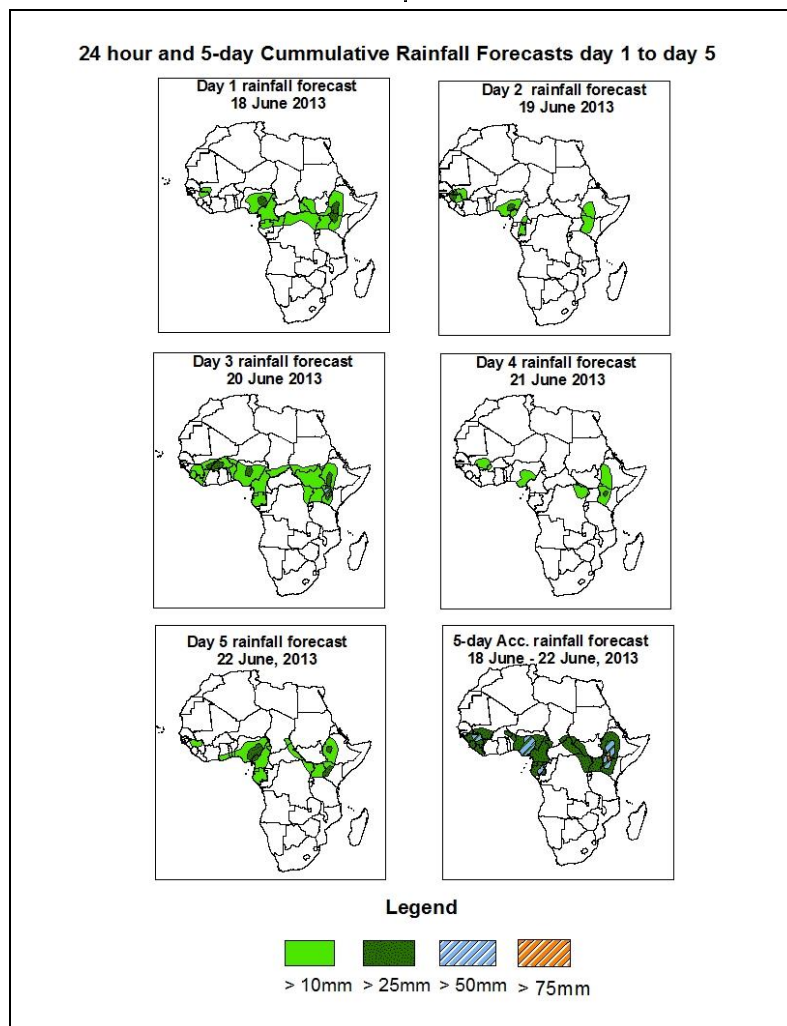 24 hour and 5-day Cummulative Rainfall Forecasts day 1 to day 5
Day 1 rainfall forecast
18 June 2013
Day 2 rainfall forecast
19 June 2013
Day 3 rainfall forecast
20 June 2013
Day 4 rainfall forecast
21 June 2013
Day 5 rainfall forecast
22 June, 2013
5-day Acc. rainfall forecast
18 June - 22 June, 2013
Legend
> 10mm > 25mm > 50mm > 75mm